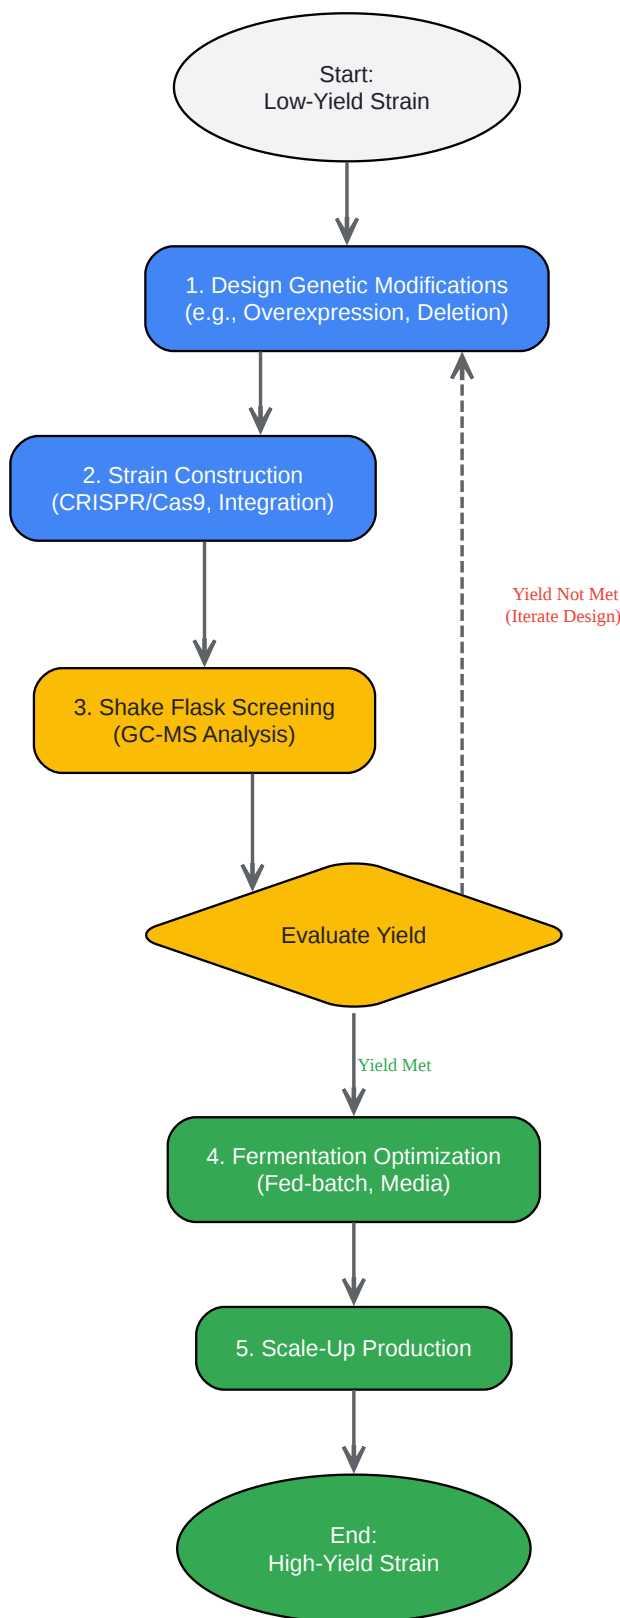 Start:
Low-Yield Strain
1. Design Genetic Modifications
(e.g., Overexpression, Deletion)
2. Strain Construction
(CRISPR/Cas9, Integration)
Yield Not Met
(Iterate Design)
3. Shake Flask Screening
(GC-MS Analysis)
Evaluate Yield
Yield Met
4. Fermentation Optimization
(Fed-batch, Media)
5. Scale-Up Production
End:
High-Yield Strain